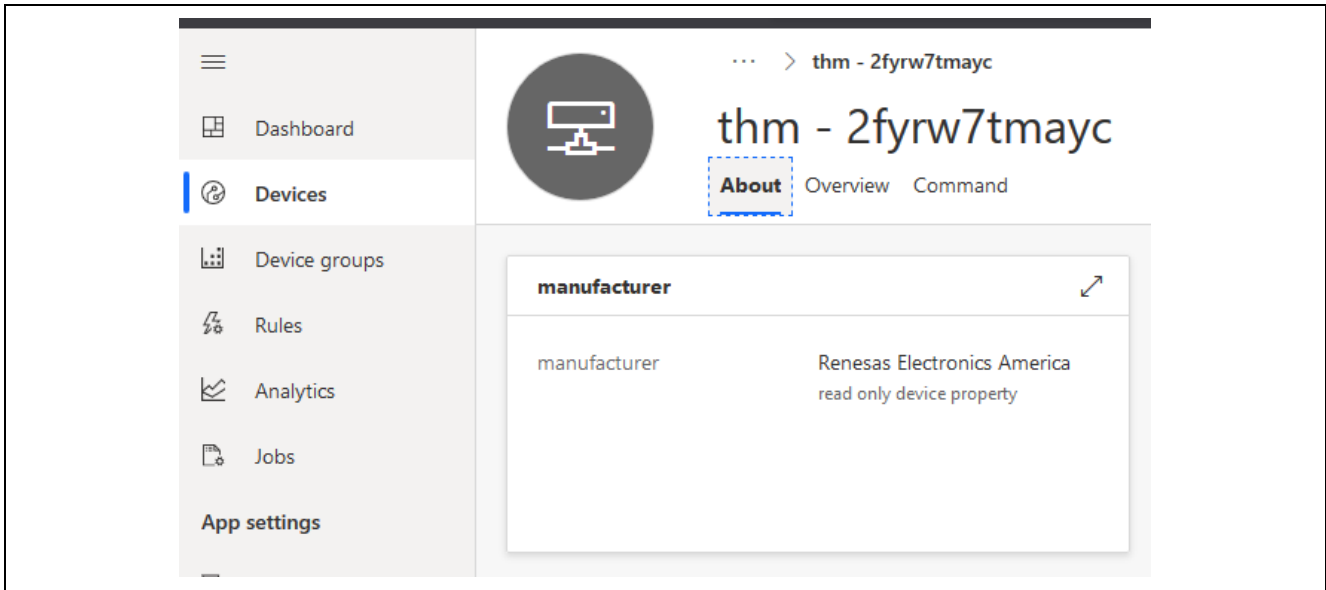 Dashboard
Devices
Device groups
Rules
Analytics
Jobs
App settings
··· > thm - 2fyrw7tmayc
thm - 2fyrw7tmayc
About Overview Command
manufacturer
manufacturer Renesas Electronics America
read only device property